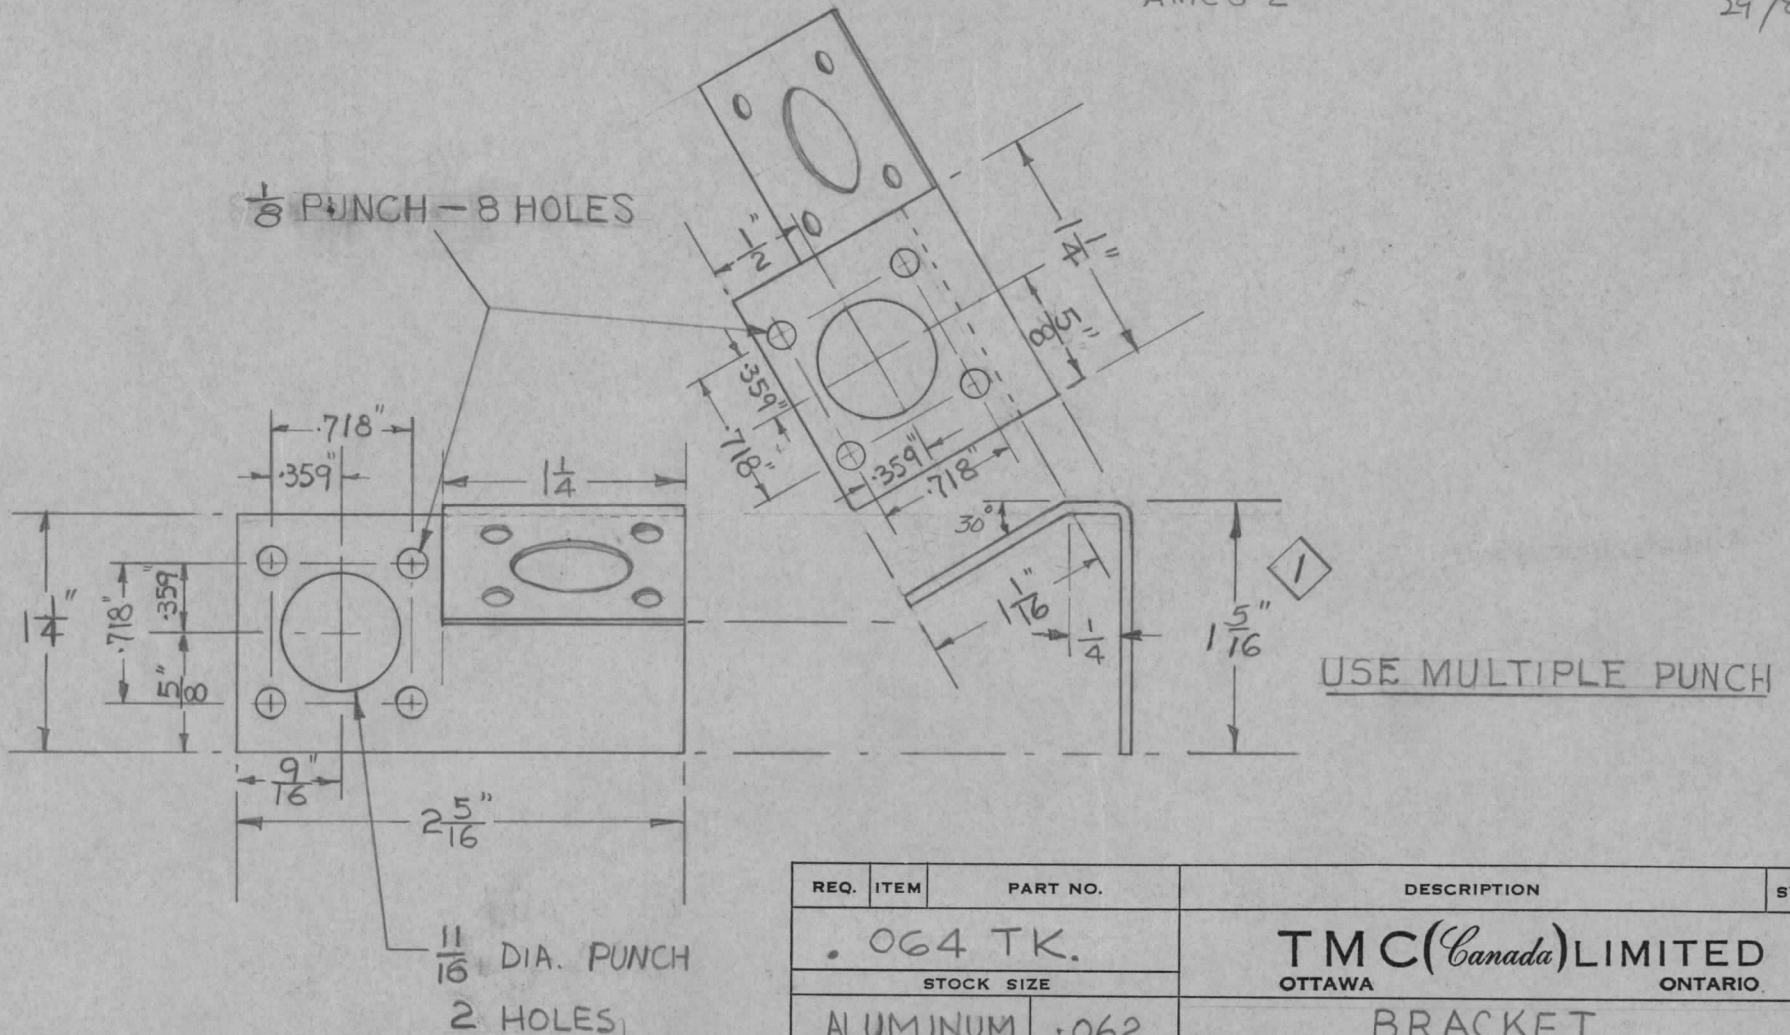 1/8 PUNCH — 8 HOLES
1/2"
1 1/4"
5/8"
.359"
.718"
.359"
.718"
.718"
.359"
1 1/4
30°
1 1/4"
.718"
.359"
5/8"
1 1/16"
1/4
1 5/16"
1
USE MULTIPLE PUNCH
9/16"
2 5/16"
11/16 DIA. PUNCH
2 HOLES
REQ. ITEM PART NO. DESCRIPTION
.064 TK.
STOCK SIZE
TMC (Canada) LIMITED
OTTAWA ONTARIO
ALUMINUM .062
BRACKET